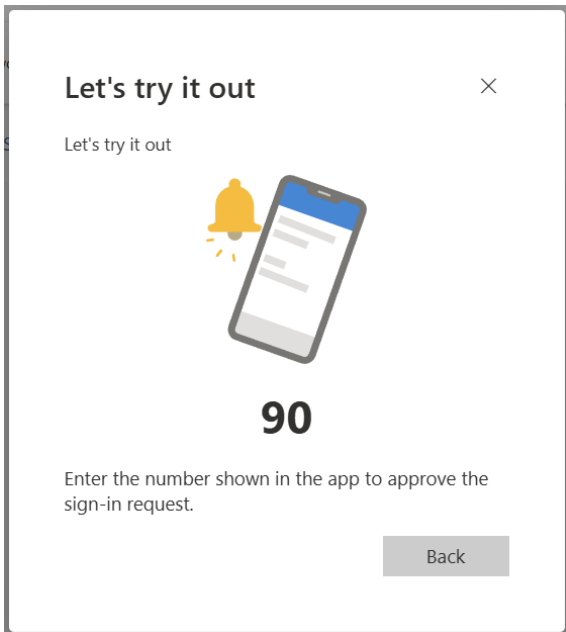 Let's try it out
Let's try it out
90
Enter the number shown in the app to approve the
sign-in request.
Back